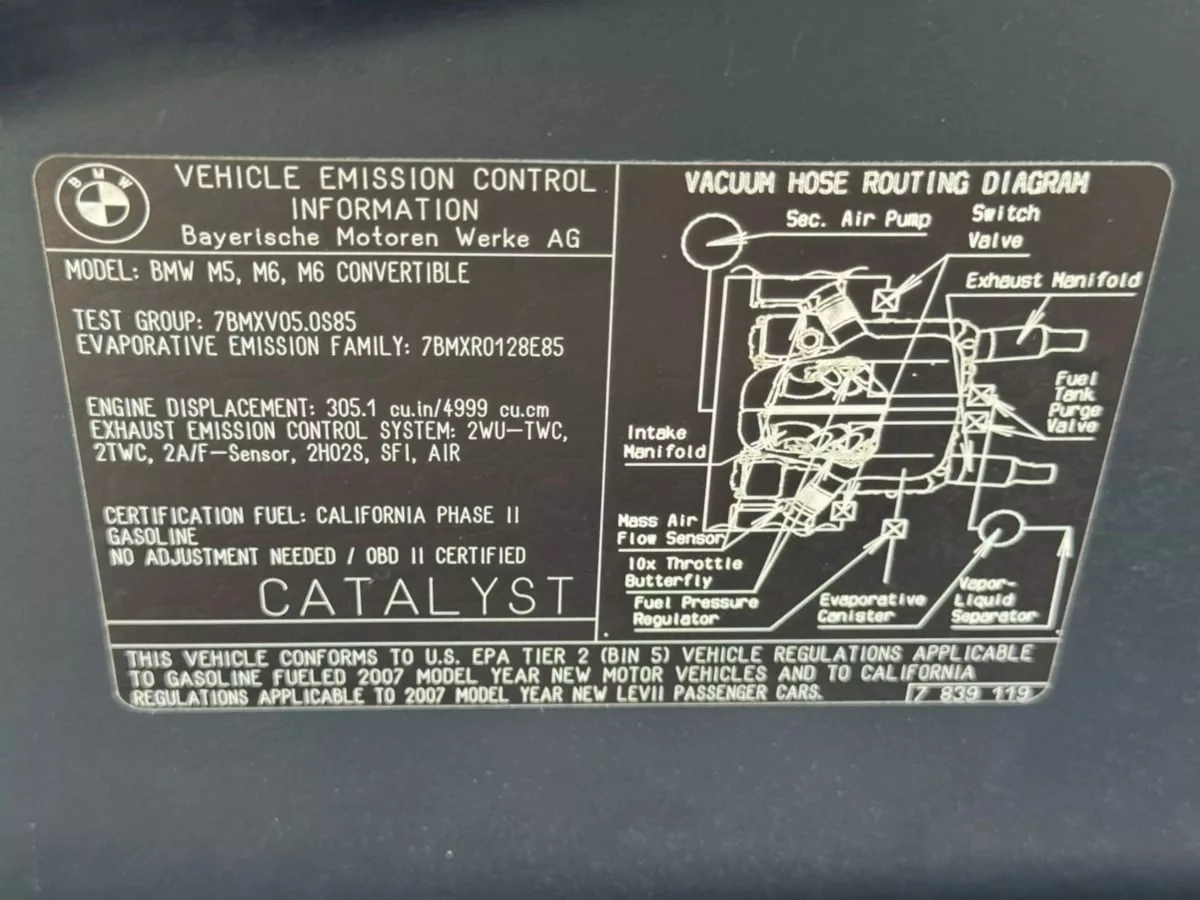 BMW
VEHICLE EMISSION CONTROL
INFORMATION
Bayerische Motoren Werke AG
MODEL: BMW M5, M6, M6 CONVERTIBLE
TEST GROUP: 7BMXV05.0S85
EVAPORATIVE EMISSION FAMILY: 7BMXR0128E85
ENGINE DISPLACEMENT: 305.1 cu.in/4999 cu.cm
EXHAUST EMISSION CONTROL SYSTEM: 2WU-TWC,
2TWC, 2A/F-Sensor, 2HO2S, SFI, AIR
CERTIFICATION FUEL: CALIFORNIA PHASE II
GASOLINE
NO ADJUSTMENT NEEDED / OBD II CERTIFIED
CATALYST
VACUUM HOSE ROUTING DIAGRAM
Sec. Air Pump
Switch
Valve
Exhaust Manifold
Fuel
Tank
Purge
Valve
Intake
Manifold
Mass Air
Flow Sensor
10x Throttle
Butterfly
Fuel Pressure
Regulator
Evaporative
Canister
Vapor-
Liquid
Separator
THIS VEHICLE CONFORMS TO U.S. EPA TIER 2 (BIN 5) VEHICLE REGULATIONS APPLICABLE
TO GASOLINE FUELED 2007 MODEL YEAR NEW MOTOR VEHICLES AND TO CALIFORNIA
REGULATIONS APPLICABLE TO 2007 MODEL YEAR NEW LEVII PASSENGER CARS.
7 839 119